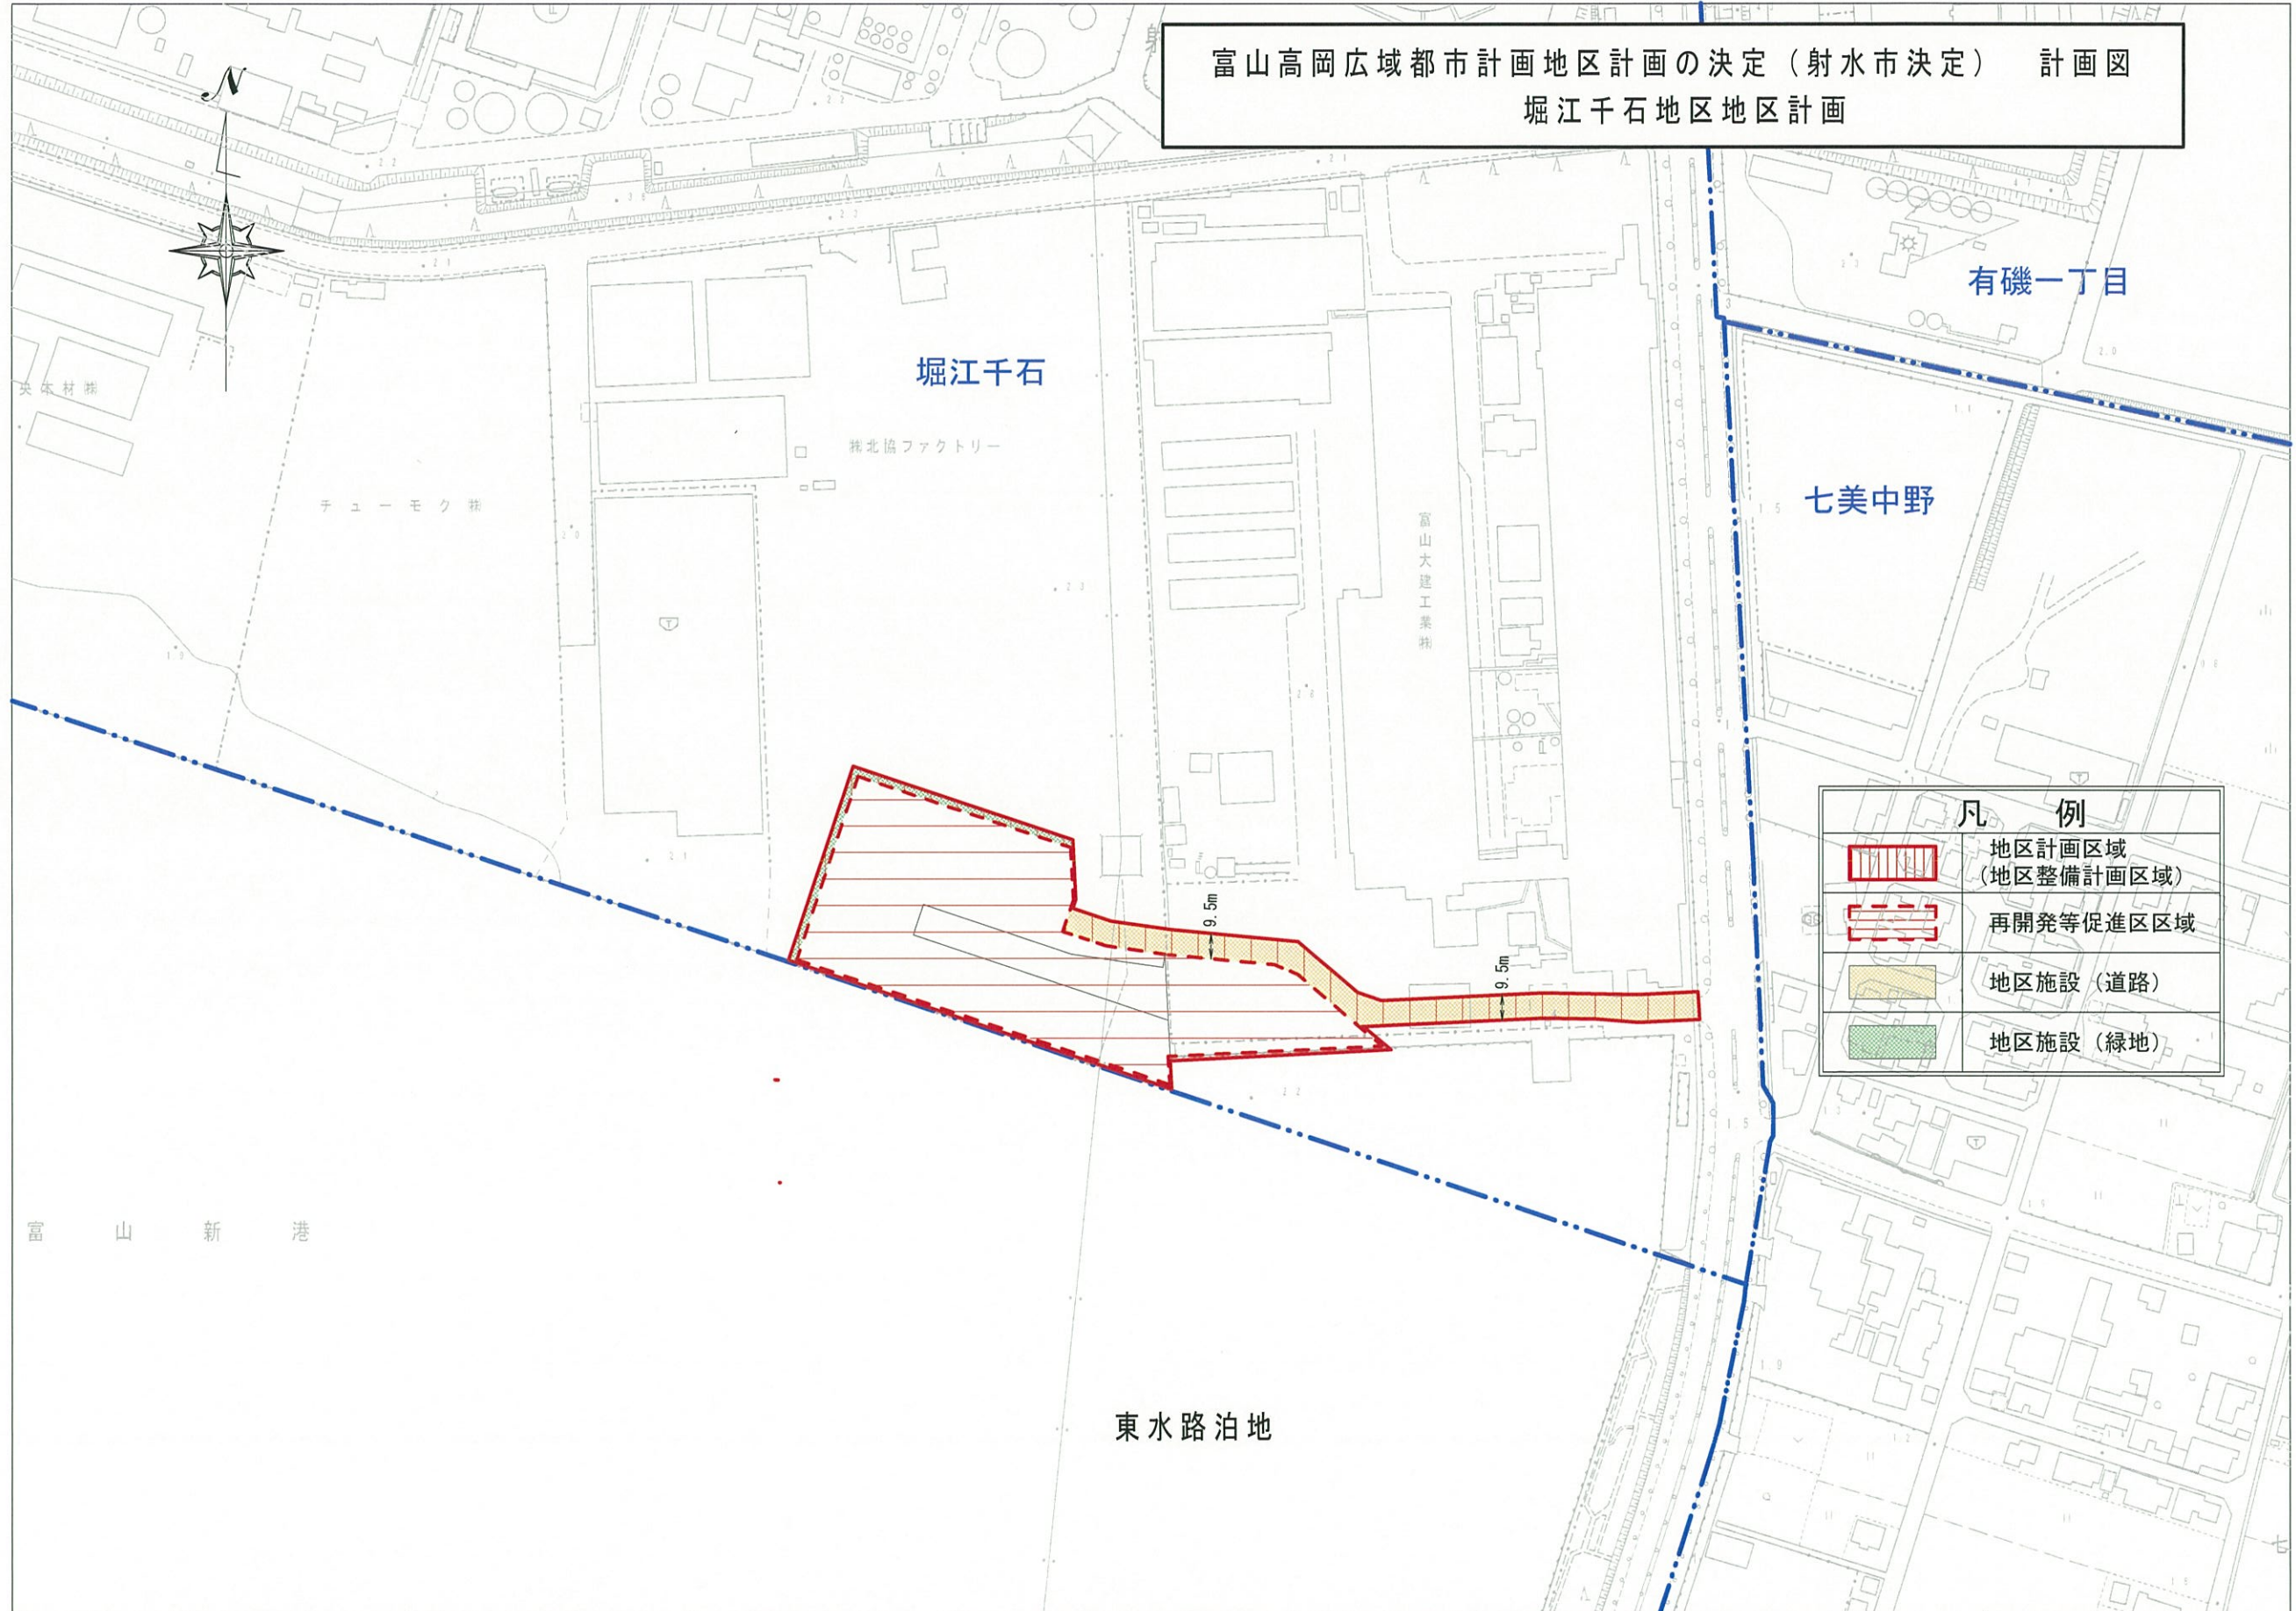 富山高岡広域都市計画地区計画の決定（射水市決定）　計画図
堀江千石地区地区計画
N
有磯一丁目
堀江千石
七美中野
央木材㈱
㈱北協ファクトリー
チューモク㈱
富山大建工業㈱
9.5m
9.5m
凡　例
地区計画区域
（地区整備計画区域）
再開発等促進区区域
地区施設（道路）
地区施設（緑地）
富山新港
東水路泊地
七